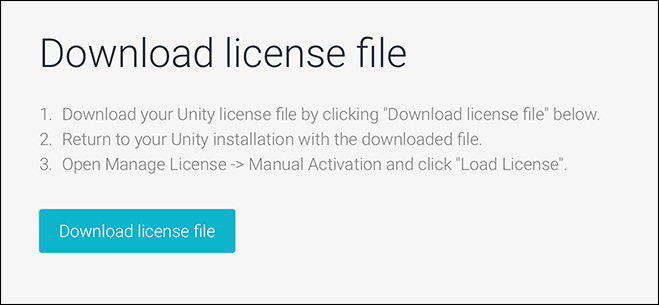 Download license file
1. Download your Unity license file by clicking "Download license file" below.
2. Return to your Unity installation with the downloaded file.
3. Open Manage License -> Manual Activation and click "Load License".
Download license file